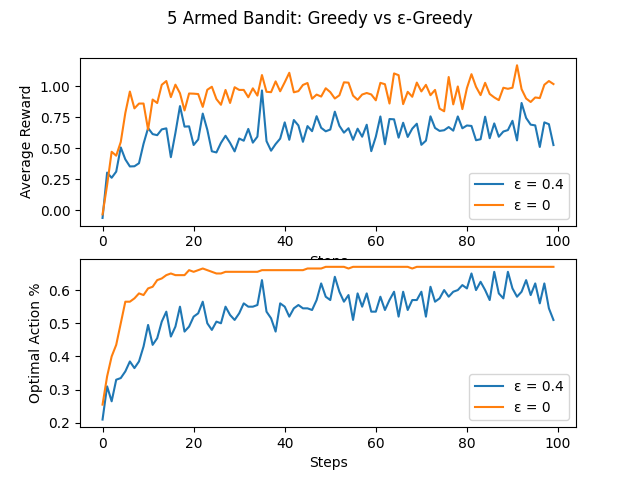 5 Armed Bandit: Greedy vs ε-Greedy
Average Reward
1.00
0.75
0.50
0.25
0.00
ε = 0.4
ε = 0
0
20
40
60
80
100
Steps
Optimal Action %
0.6
0.5
0.4
0.3
0.2
ε = 0.4
ε = 0
0
20
40
60
80
100
Steps